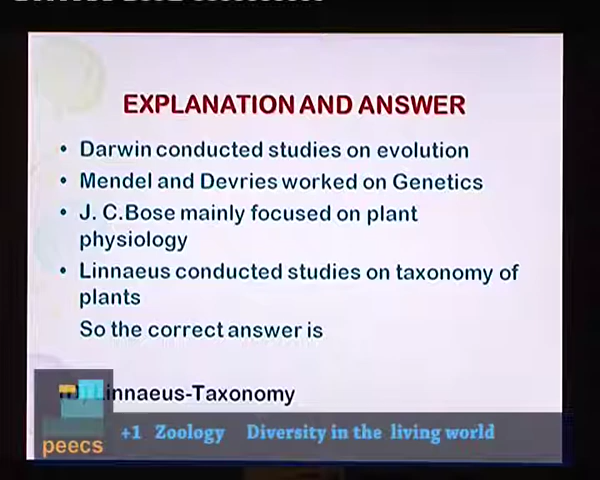 EXPLANATION AND ANSWER
• Darwin conducted studies on evolution
• Mendel and Devries worked on Genetics
• J. C.Bose mainly focused on plant
physiology
• Linnaeus conducted studies on taxonomy of
plants
So the correct answer is
Linnaeus-Taxonomy
peecs
+1 Zoology Diversity in the living world